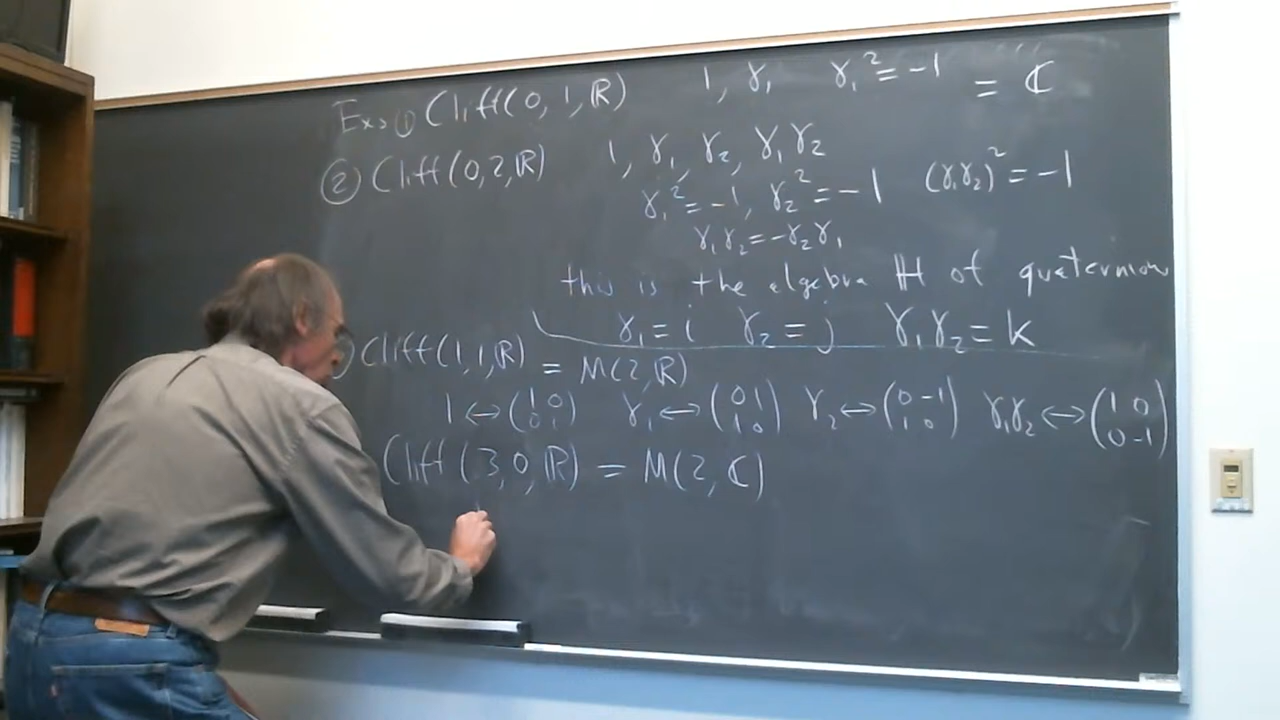 Exs ① Cliff(0, 1, ℝ) 1, γ₁ γ₁² = -1 = ℂ
② Cliff(0, 2, ℝ) 1, γ₁, γ₂, γ₁γ₂
γ₁² = -1, γ₂² = -1 (γ₁γ₂)² = -1
γ₁γ₂ = -γ₂γ₁
this is the algebra ℍ of quaternions
γ₁ = i γ₂ = j γ₁γ₂ = k
Cliff(1, 1, ℝ) = M(2, ℝ)
1 ↔ (1 0; 0 1) γ₁ ↔ (0 1; 1 0) γ₂ ↔ (0 -1; 1 0) γ₁γ₂ ↔ (1 0; 0 -1)
Cliff(3, 0, ℝ) = M(2, ℂ)